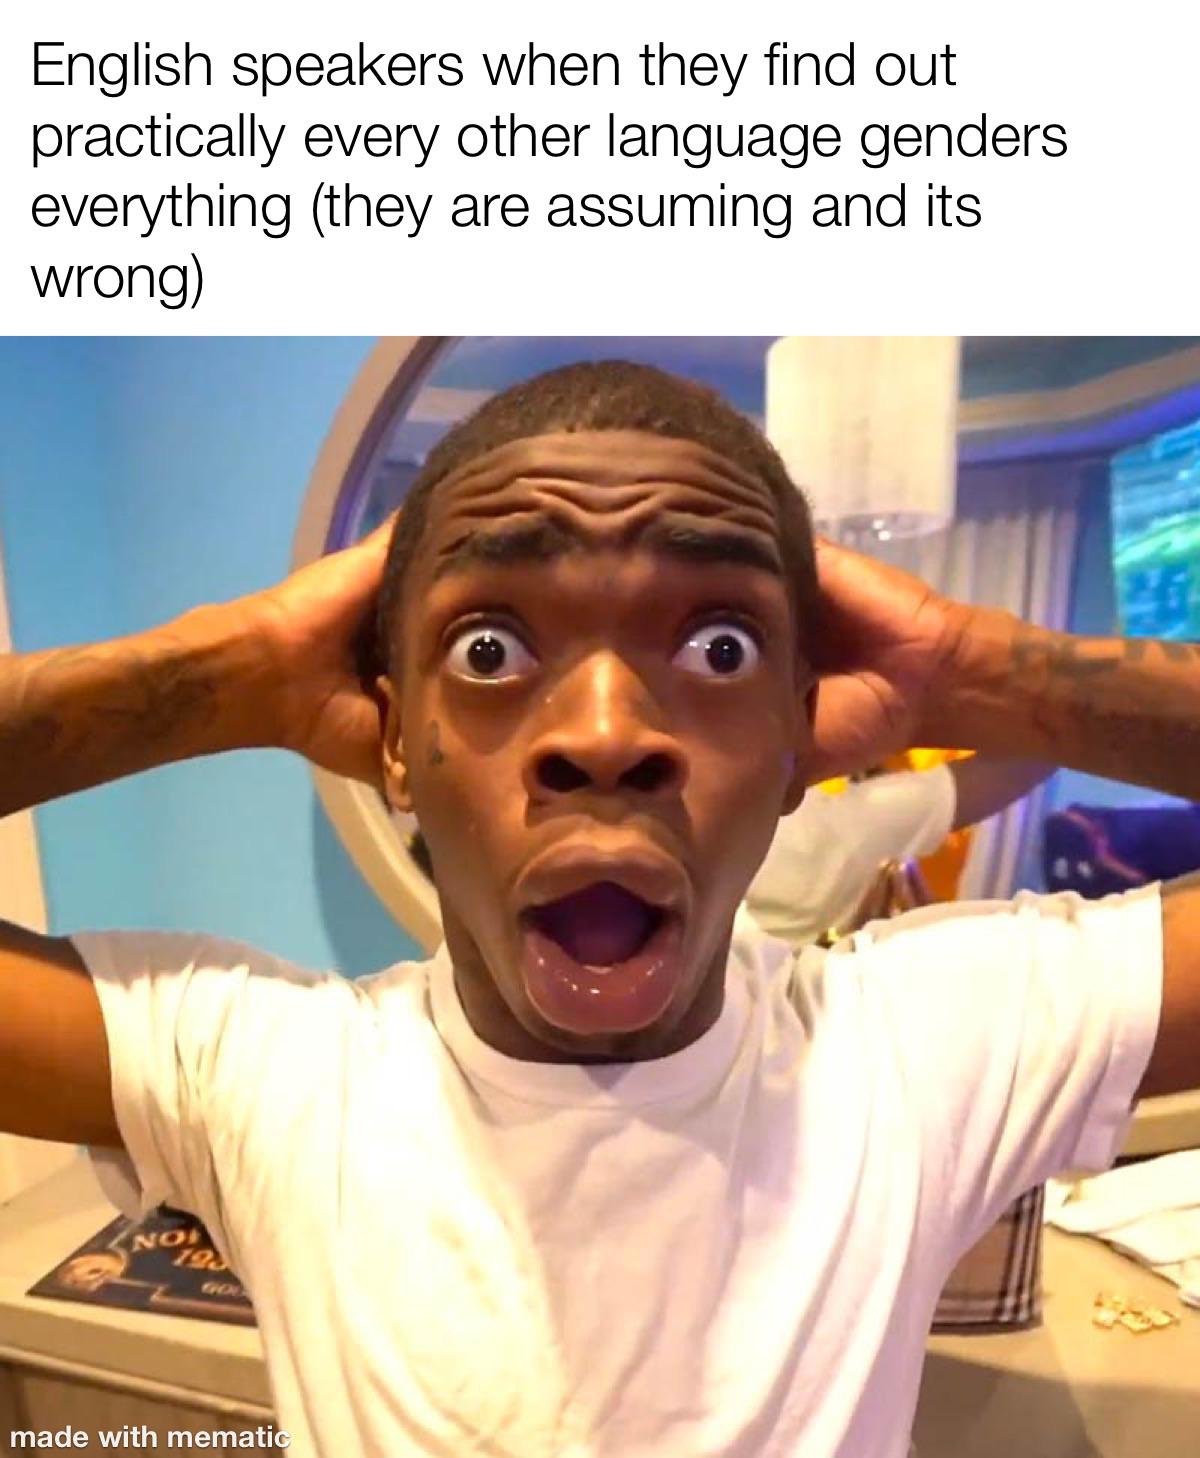 English speakers when they find out
practically every other language genders
everything (they are assuming and its
wrong)
NO
made with mematic